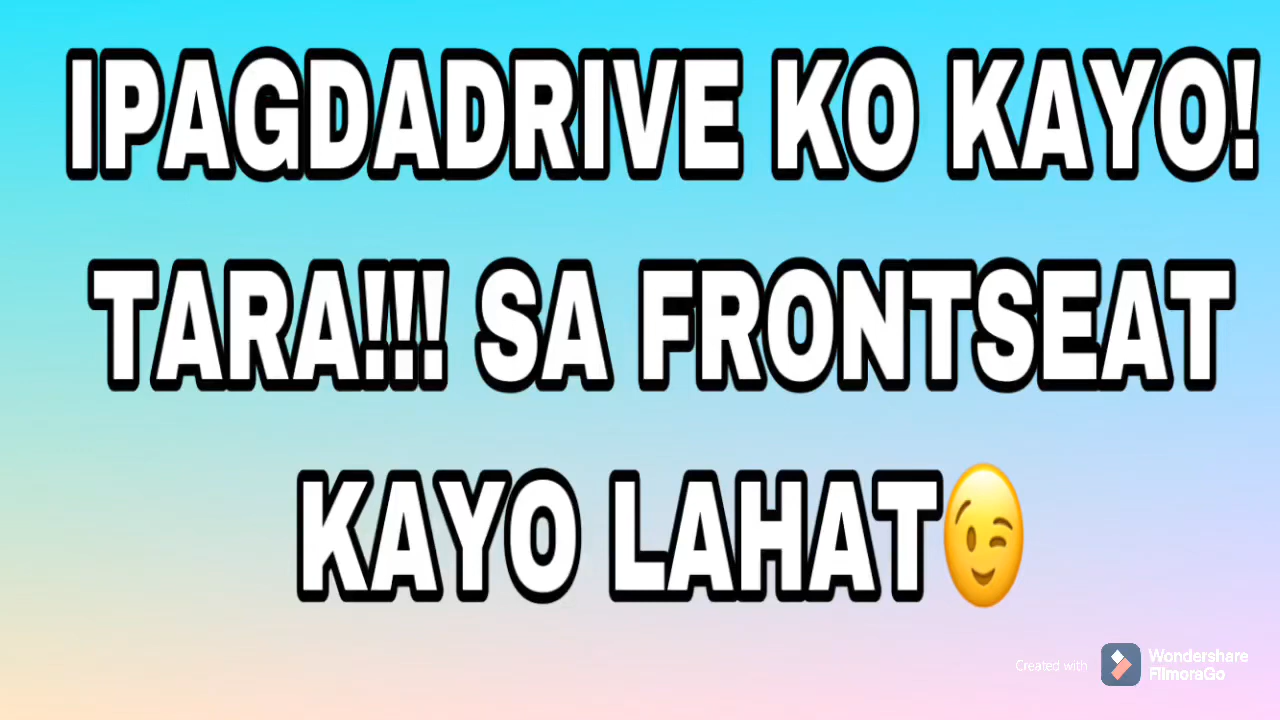 IPAGDADRIVE KO KAYO!
TARA!!! SA FRONTSEAT
KAYO LAHAT😉
Created with Wondershare
FilmoraGo